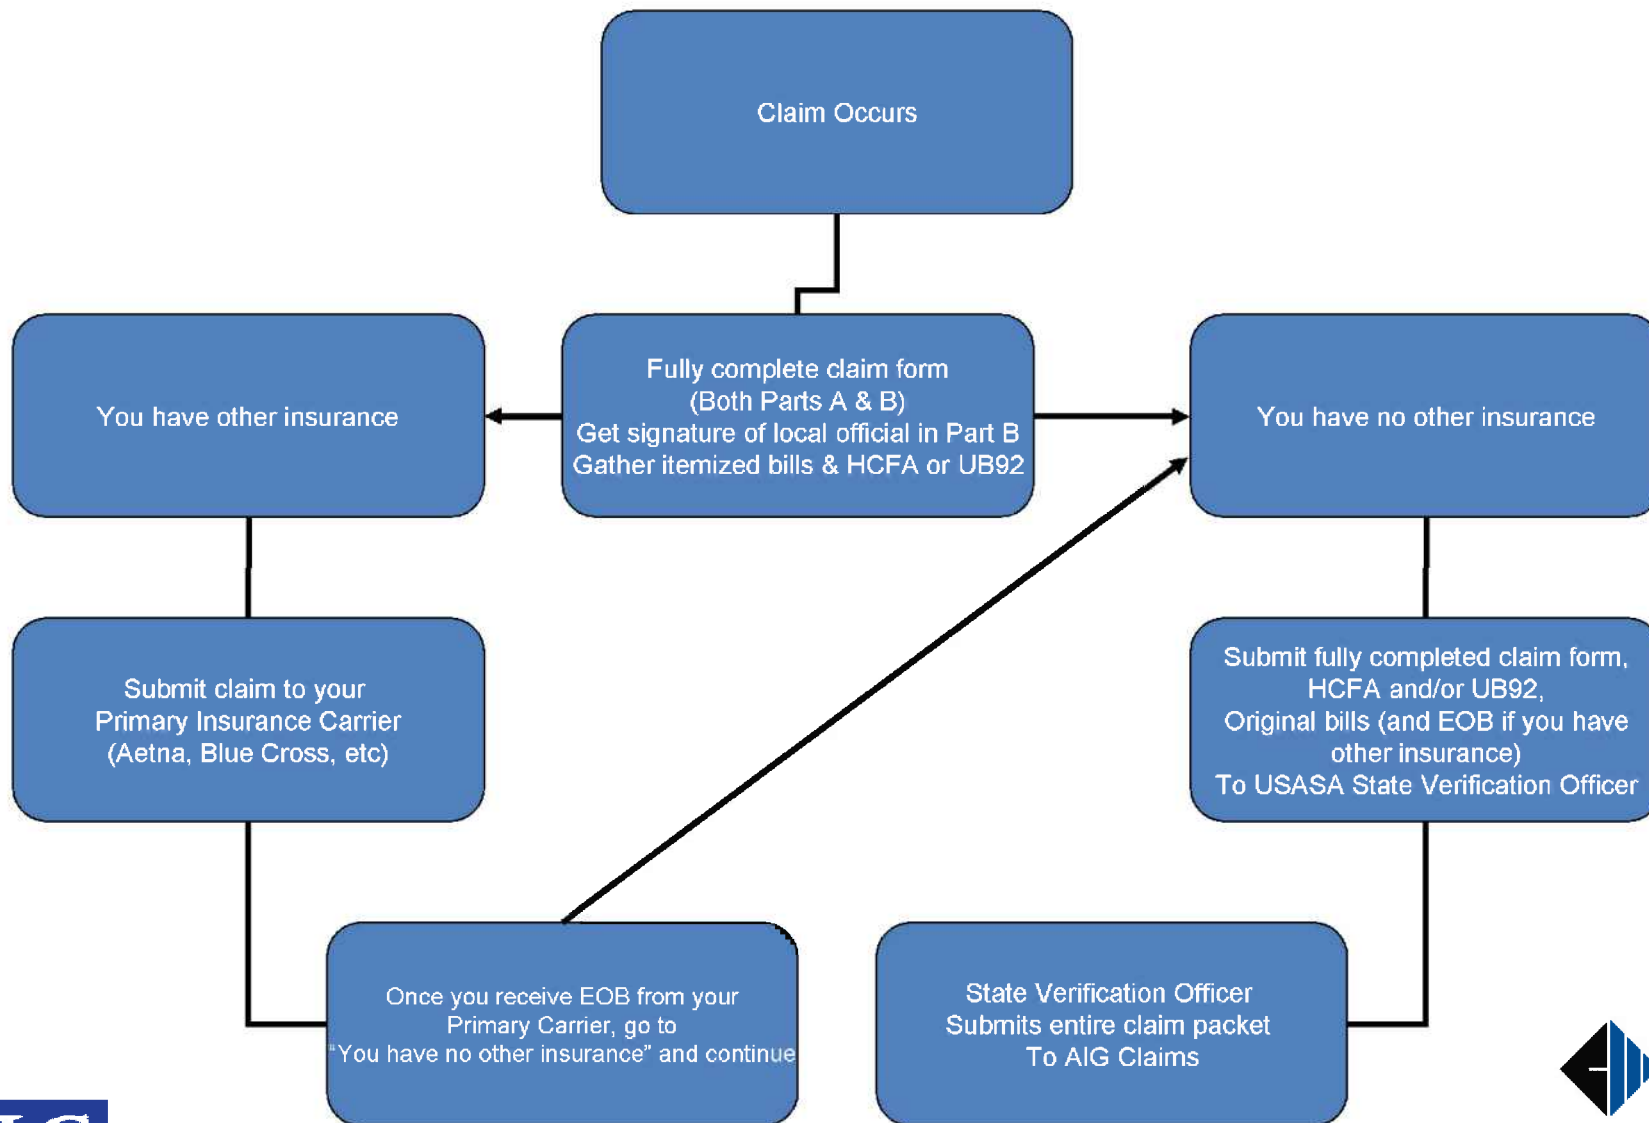 Claim Occurs
You have other insurance
Fully complete claim form
(Both Parts A & B)
Get signature of local official in Part B
Gather itemized bills & HCFA or UB92
You have no other insurance
Submit claim to your
Primary Insurance Carrier
(Aetna, Blue Cross, etc)
Submit fully completed claim form,
HCFA and/or UB92,
Original bills (and EOB if you have
other insurance)
To USASA State Verification Officer
Once you receive EOB from your
Primary Carrier, go to
"You have no other insurance" and continue
State Verification Officer
Submits entire claim packet
To AIG Claims